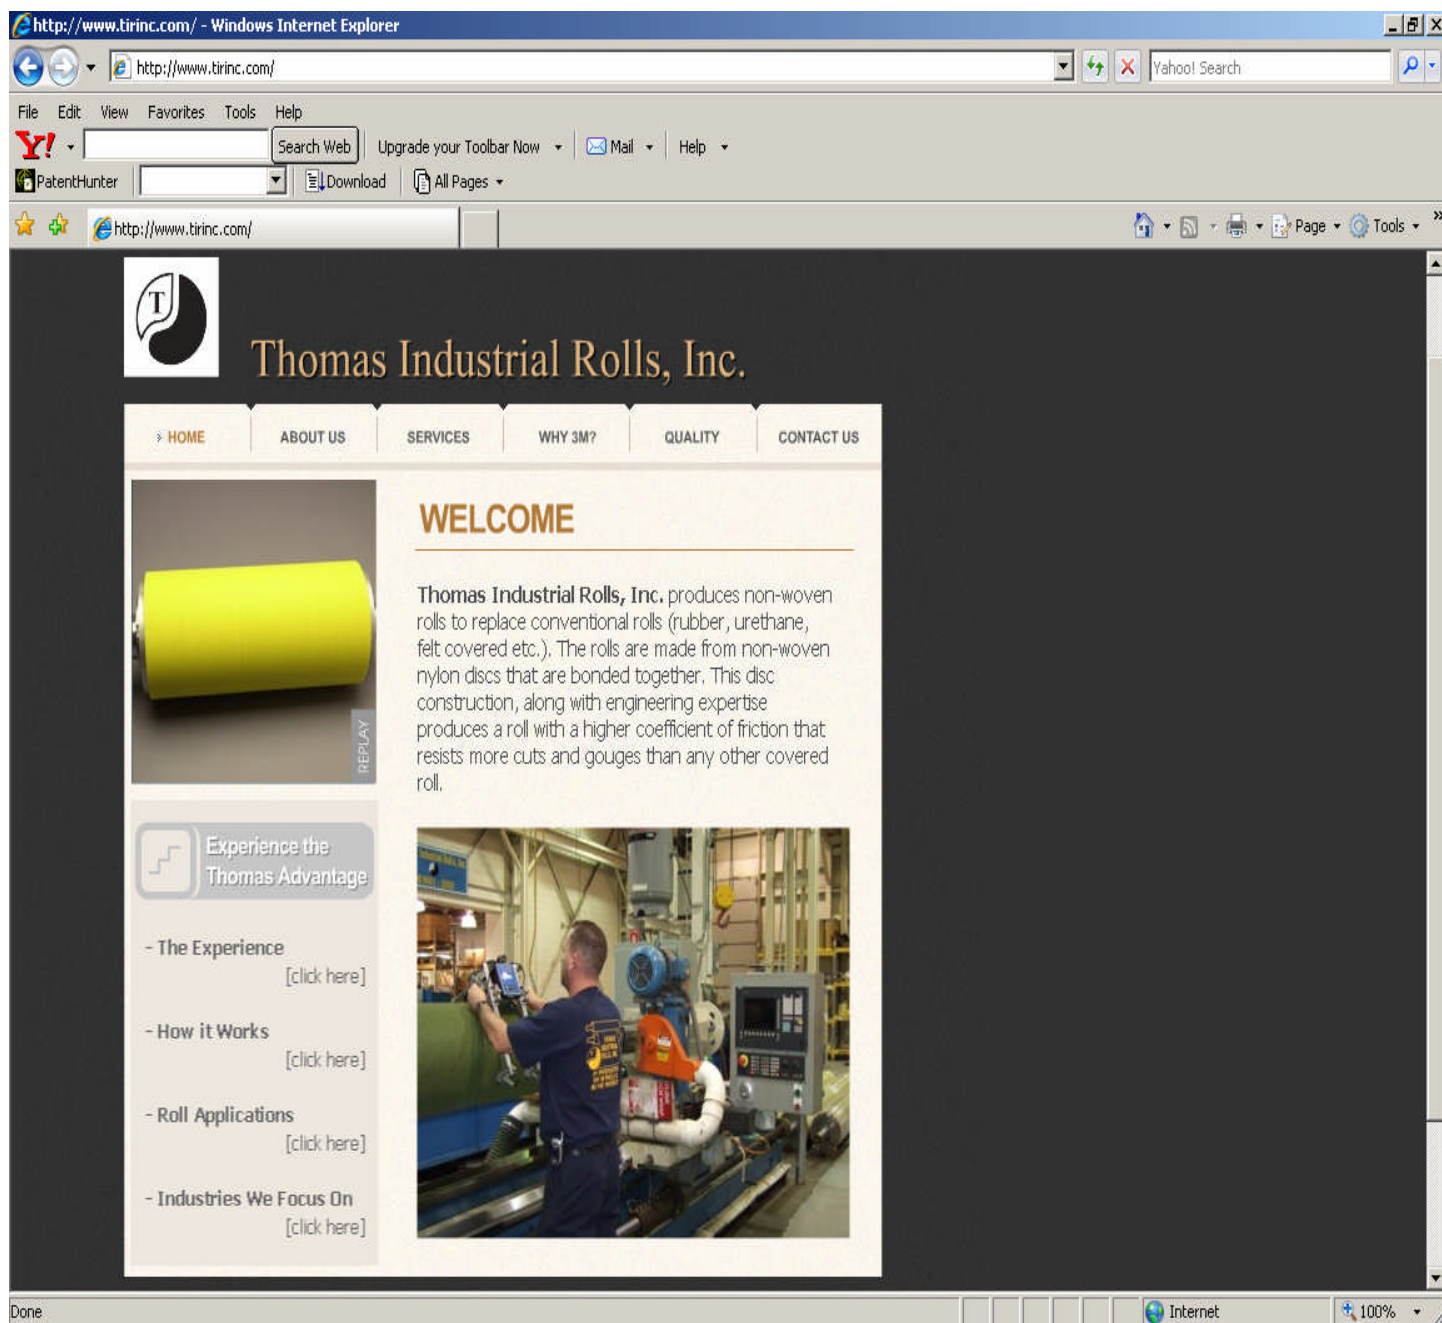 http://www.tirinc.com/ - Windows Internet Explorer
http://www.tirinc.com/
Yahoo! Search
File Edit View Favorites Tools Help
Y! Search Web Upgrade your Toolbar Now Mail Help
PatentHunter Download All Pages
http://www.tirinc.com/ Page Tools »
T
Thomas Industrial Rolls, Inc.
HOME ABOUT US SERVICES WHY 3M? QUALITY CONTACT US
REPLAY
Experience the
Thomas Advantage
- The Experience
[click here]
- How it Works
[click here]
- Roll Applications
[click here]
- Industries We Focus On
[click here]
WELCOME
Thomas Industrial Rolls, Inc. produces non-woven
rolls to replace conventional rolls (rubber, urethane,
felt covered etc.). The rolls are made from non-woven
nylon discs that are bonded together. This disc
construction, along with engineering expertise
produces a roll with a higher coefficient of friction that
resists more cuts and gouges than any other covered
roll.
Done Internet 100%